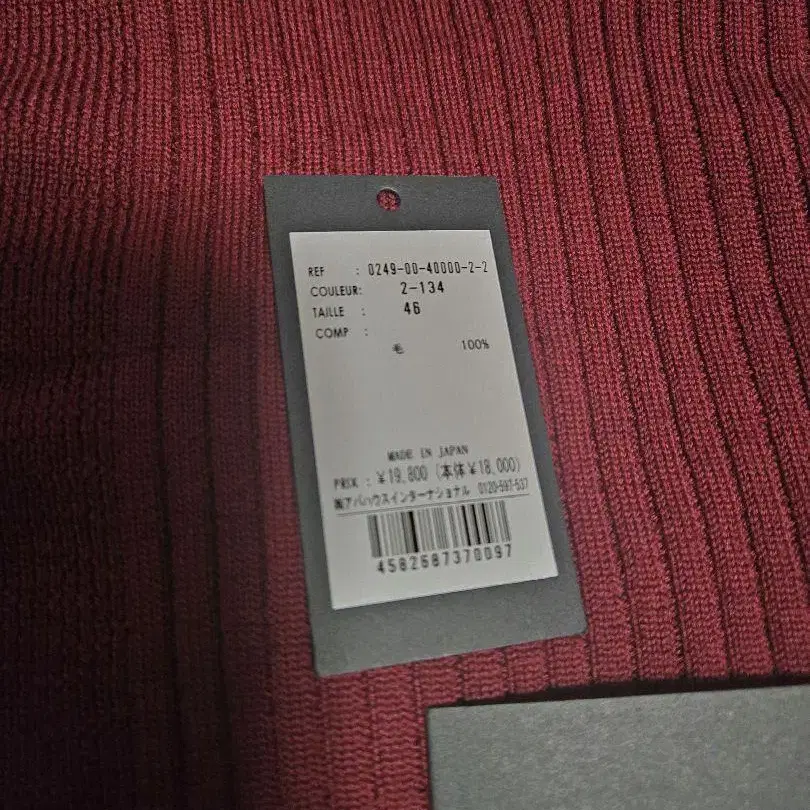 REF : 0249-00-40000-2-2
COULEUR: 2-134
TAILLE : 46
COMP :
毛 100%
MADE IN JAPAN
PRIX : ¥19,800 (本体¥18,000)
㈱アバハウスインターナショナル 0120-597-537
4582687370097